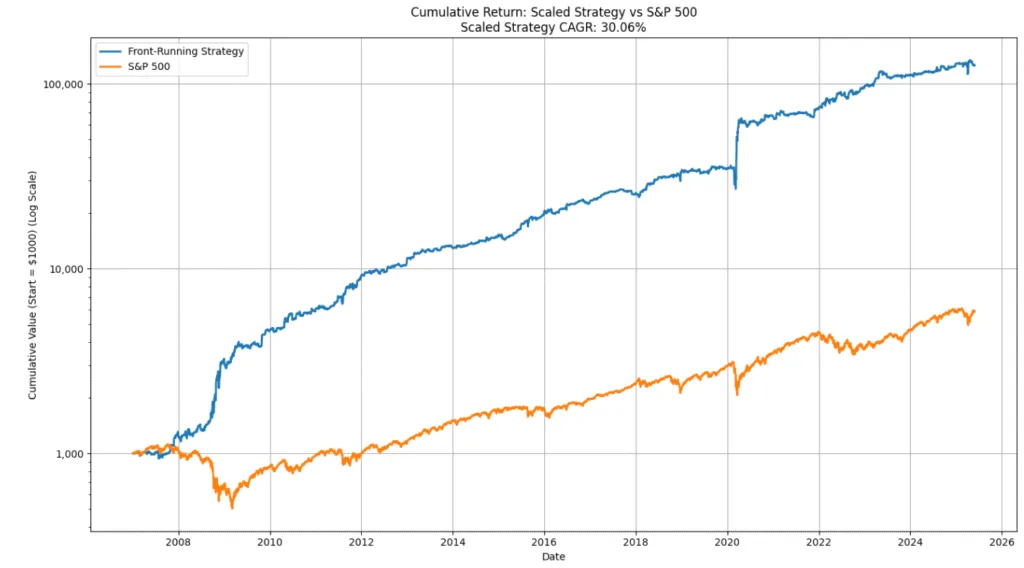 Cumulative Return: Scaled Strategy vs S&P 500
Scaled Strategy CAGR: 30.06%
Front-Running Strategy
S&P 500
Cumulative Value (Start = $1000) (Log Scale)
100,000
10,000
1,000
2008 2010 2012 2014 2016 2018 2020 2022 2024 2026
Date